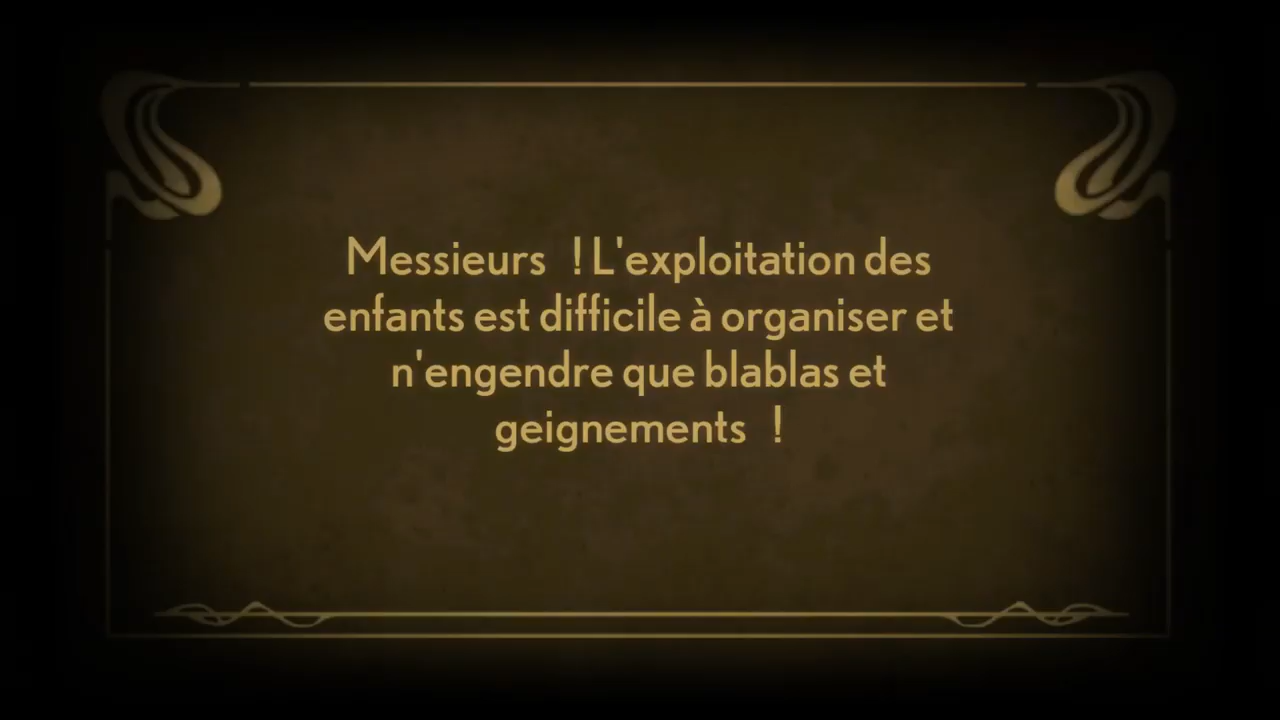 Messieurs ! L'exploitation des
enfants est difficile à organiser et
n'engendre que blablas et
geignements !